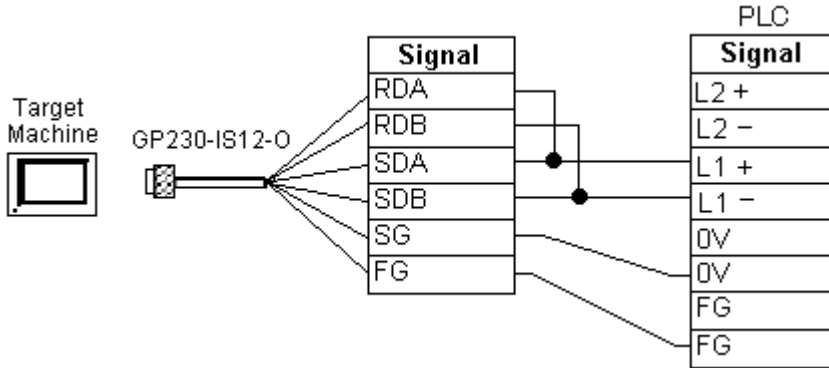 PLC
Signal
Signal
Target
Machine
GP230-IS12-O
RDA
RDB
SDA
SDB
SG
FG
L2 +
L2 −
L1 +
L1 −
0V
0V
FG
FG